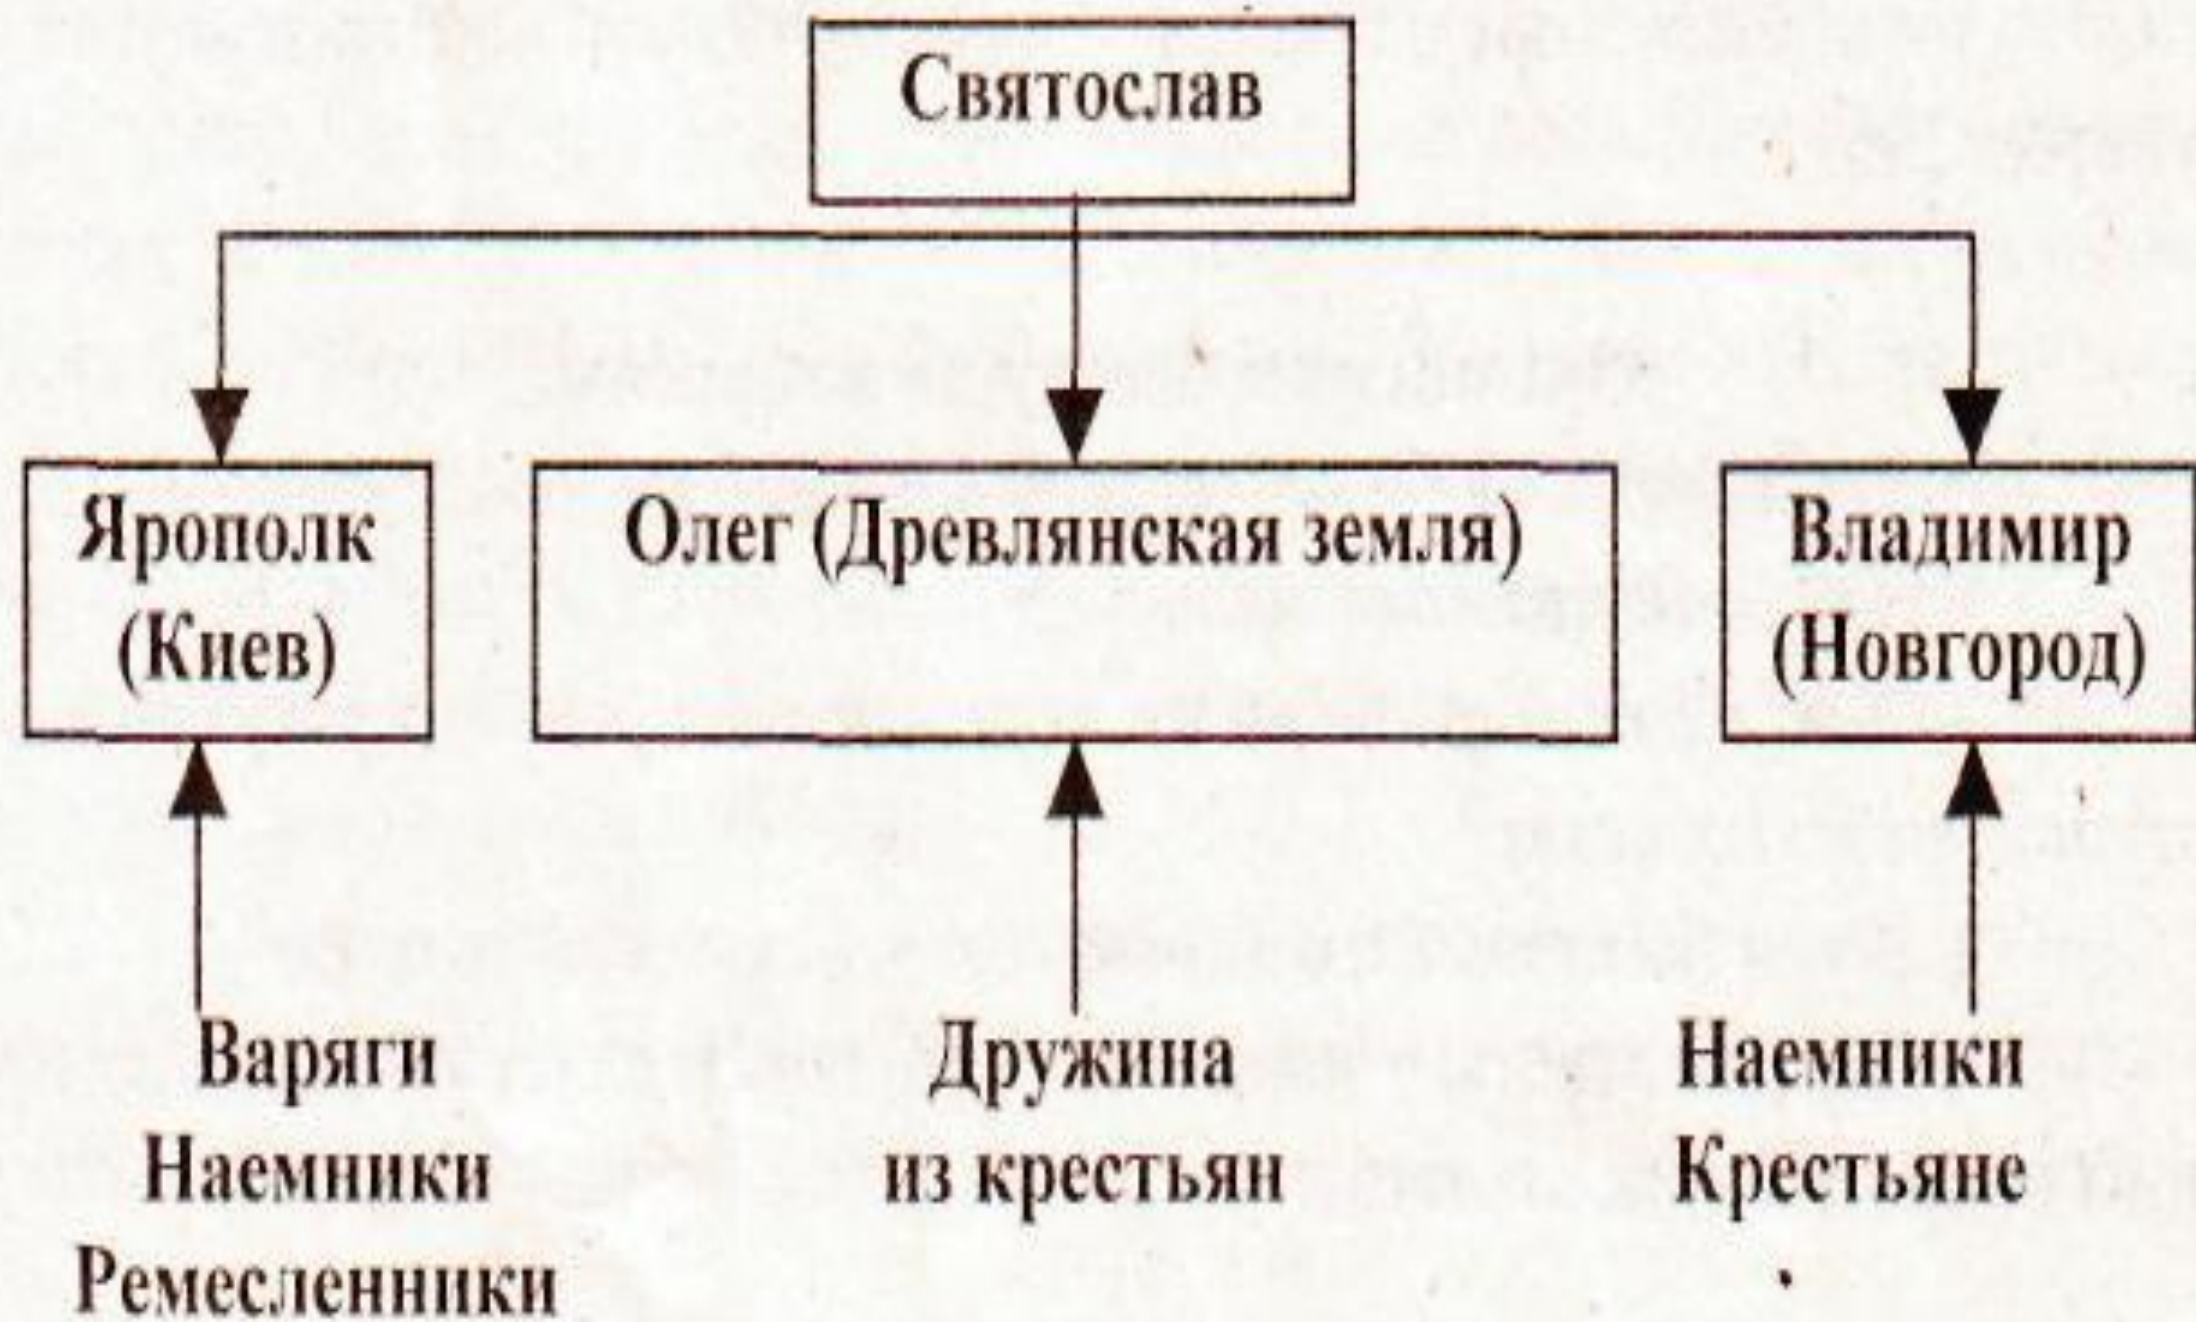 Святослав
Ярополк
(Киев)
Олег (Древлянская земля)
Владимир
(Новгород)
Варяги
Наемники
Ремесленники
Дружина
из крестьян
Наемники
Крестьяне